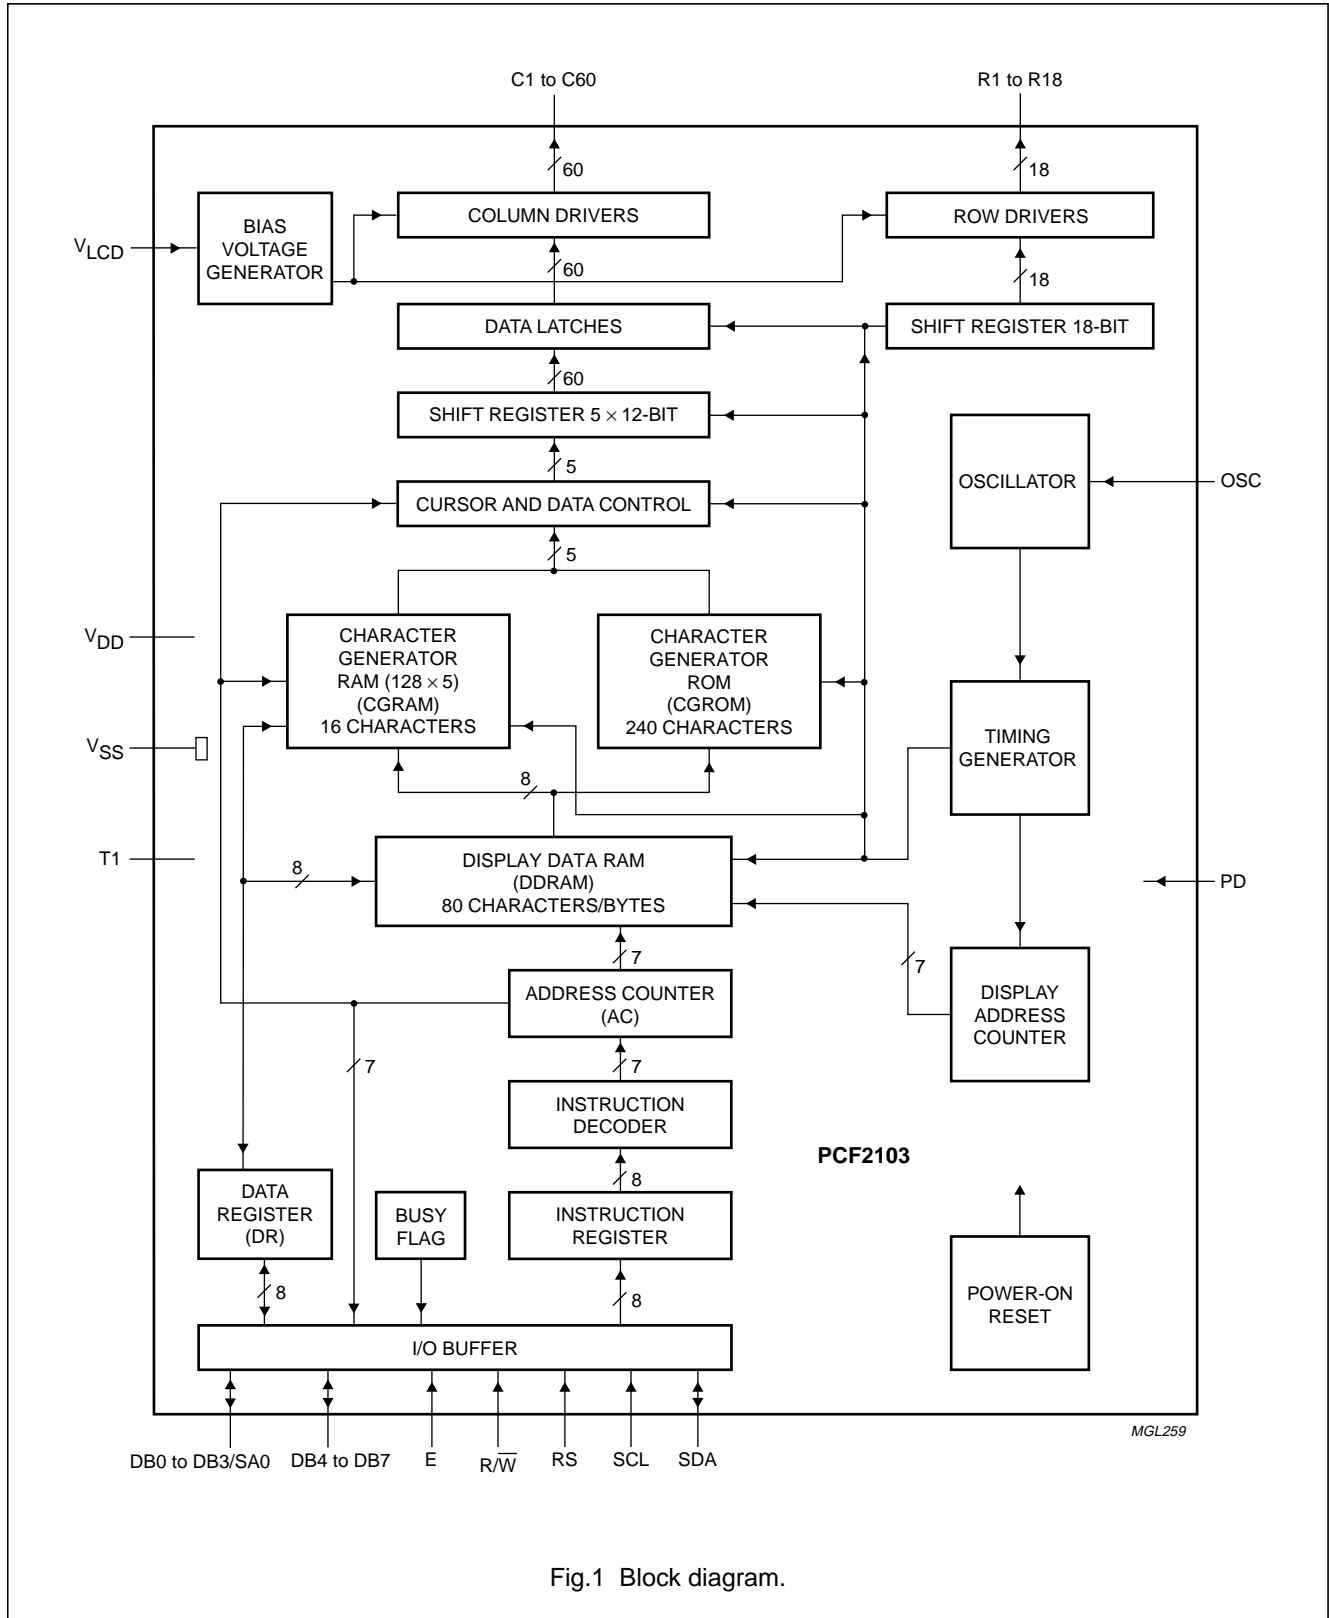 C1 to C60
R1 to R18
60
18
BIAS
VOLTAGE
GENERATOR
COLUMN DRIVERS
ROW DRIVERS
VLCD
60
18
DATA LATCHES
SHIFT REGISTER 18-BIT
60
SHIFT REGISTER 5 × 12-BIT
5
OSCILLATOR
OSC
CURSOR AND DATA CONTROL
5
VDD
CHARACTER
GENERATOR
RAM (128 × 5)
(CGRAM)
16 CHARACTERS
CHARACTER
GENERATOR
ROM
(CGROM)
240 CHARACTERS
TIMING
GENERATOR
VSS
8
T1
8
DISPLAY DATA RAM
(DDRAM)
80 CHARACTERS/BYTES
PD
7
7
ADDRESS COUNTER
(AC)
DISPLAY
ADDRESS
COUNTER
7
7
INSTRUCTION
DECODER
PCF2103
8
DATA
REGISTER
(DR)
BUSY
FLAG
INSTRUCTION
REGISTER
8
8
POWER-ON
RESET
I/O BUFFER
MGL259
DB0 to DB3/SA0
DB4 to DB7
E
R/W̅
RS
SCL
SDA
Fig.1 Block diagram.